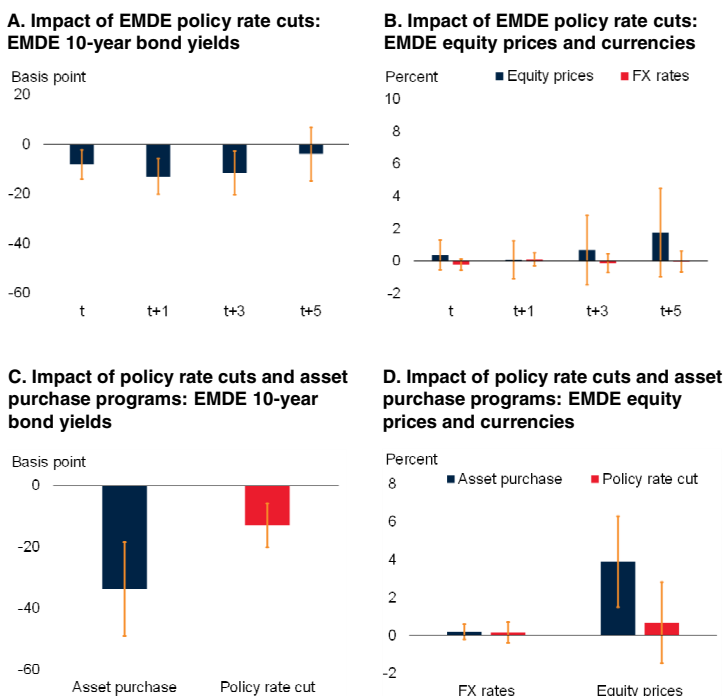 A. Impact of EMDE policy rate cuts:
EMDE 10-year bond yields
Basis point
20
0
-20
-40
-60
t
t+1
t+3
t+5
B. Impact of EMDE policy rate cuts:
EMDE equity prices and currencies
Percent
Equity prices
FX rates
10
8
6
4
2
0
-2
t
t+1
t+3
t+5
C. Impact of policy rate cuts and asset
purchase programs: EMDE 10-year
bond yields
Basis point
0
-20
-40
-60
Asset purchase
Policy rate cut
D. Impact of policy rate cuts and asset
purchase programs: EMDE equity
prices and currencies
Percent
Asset purchase
Policy rate cut
8
6
4
2
0
-2
FX rates
Equity prices